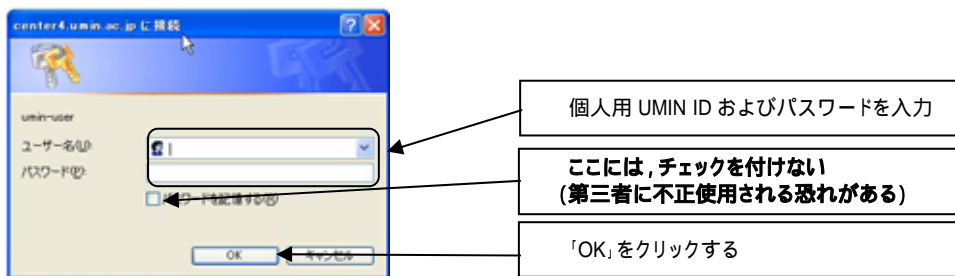 center4.umin.ac.jp に接続
umin-user
ユーザー名(U):
パスワード(P):
パスワードを記憶する(R)
OK
キャンセル
個人用 UMIN ID およびパスワードを入力
ここには,チェックを付けない
(第三者に不正使用される恐れがある)
「OK」をクリックする